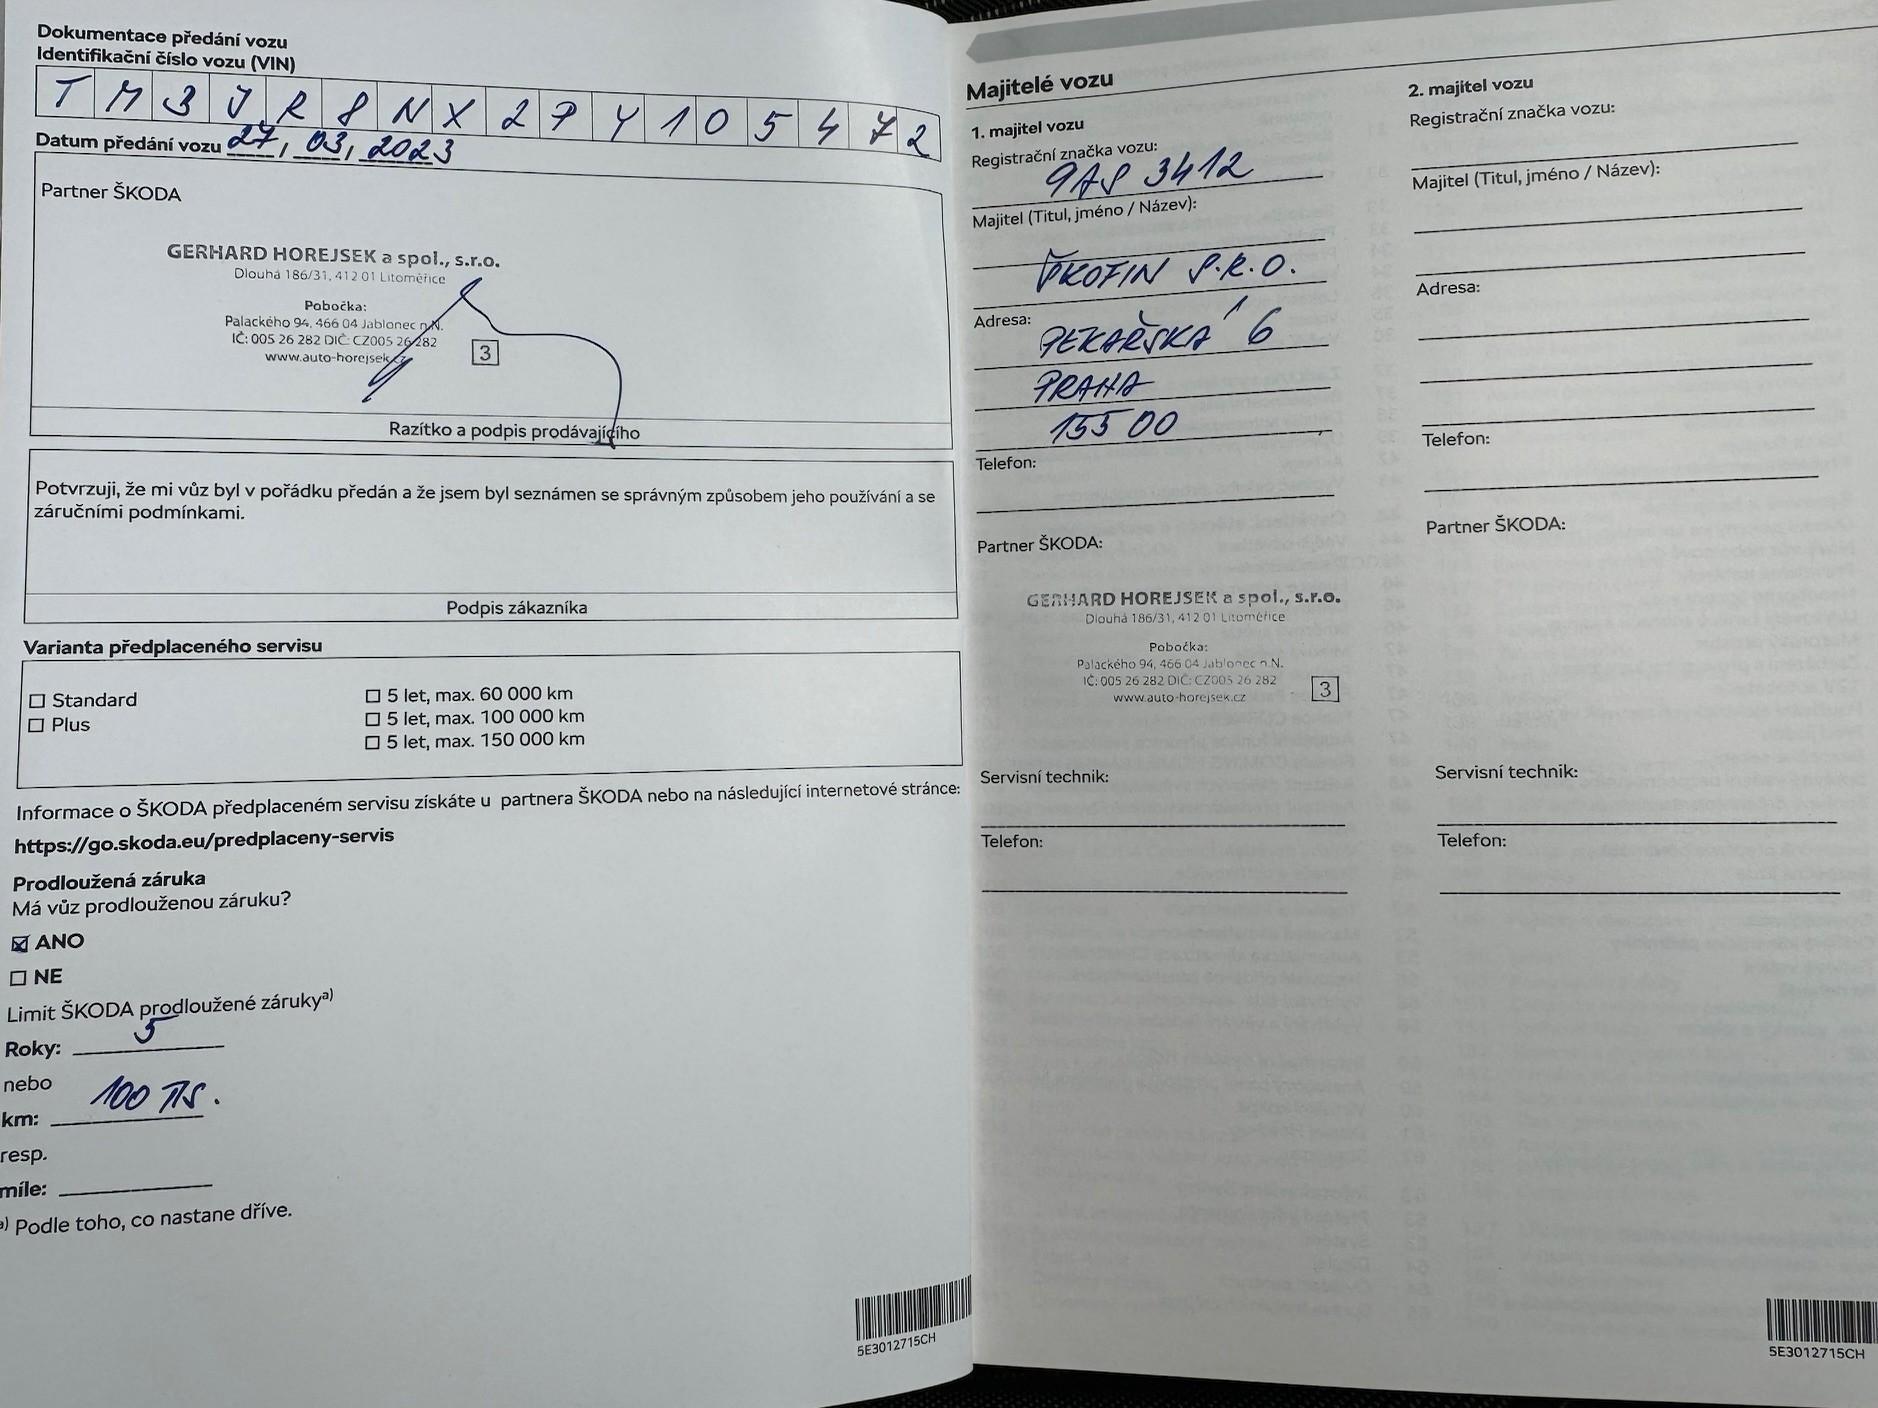 Dokumentace předání vozu
Identifikační číslo vozu (VIN)
T M 3 J R 8 N X 2 P Y 1 0 5 4 7 2
Datum předání vozu 27, 03, 2023
Partner ŠKODA
GERHARD HOREJSEK a spol., s.r.o.
Dlouhá 186/31, 412 01 Litoměřice
Pobočka:
Palackého 94, 466 04 Jablonec n.N.
IČ: 005 26 282 DIČ: CZ005 26 282
www.auto-horejsek.cz
3
Razítko a podpis prodávajícího
Potvrzuji, že mi vůz byl v pořádku předán a že jsem byl seznámen se správným způsobem jeho používání a se
záručními podmínkami.
Podpis zákazníka
Varianta předplaceného servisu
☐ Standard
☐ Plus
☐ 5 let, max. 60 000 km
☐ 5 let, max. 100 000 km
☐ 5 let, max. 150 000 km
Informace o ŠKODA předplaceném servisu získáte u partnera ŠKODA nebo na následující internetové stránce:
https://go.skoda.eu/predplaceny-servis
Prodloužená záruka
Má vůz prodlouženou záruku?
☒ ANO
☐ NE
Limit ŠKODA prodloužené záruky a)
Roky: 5
nebo
km: 100 TIS.
resp.
míle:
a) Podle toho, co nastane dříve.
5E3012715CH
Majitelé vozu
1. majitel vozu
Registrační značka vozu:
9AS 3412
Majitel (Titul, jméno / Název):
ŠKOFIN S.R.O.
Adresa:
PEKAŘSKÁ 6
PRAHA
155 00
Telefon:
Partner ŠKODA:
GERHARD HOREJSEK a spol., s.r.o.
Dlouhá 186/31, 412 01 Litoměřice
Pobočka:
Palackého 94, 466 04 Jablonec n.N.
IČ: 005 26 282 DIČ: CZ005 26 282
www.auto-horejsek.cz
3
Servisní technik:
Telefon:
2. majitel vozu
Registrační značka vozu:
Majitel (Titul, jméno / Název):
Adresa:
Telefon:
Partner ŠKODA:
Servisní technik:
Telefon:
5E3012715CH